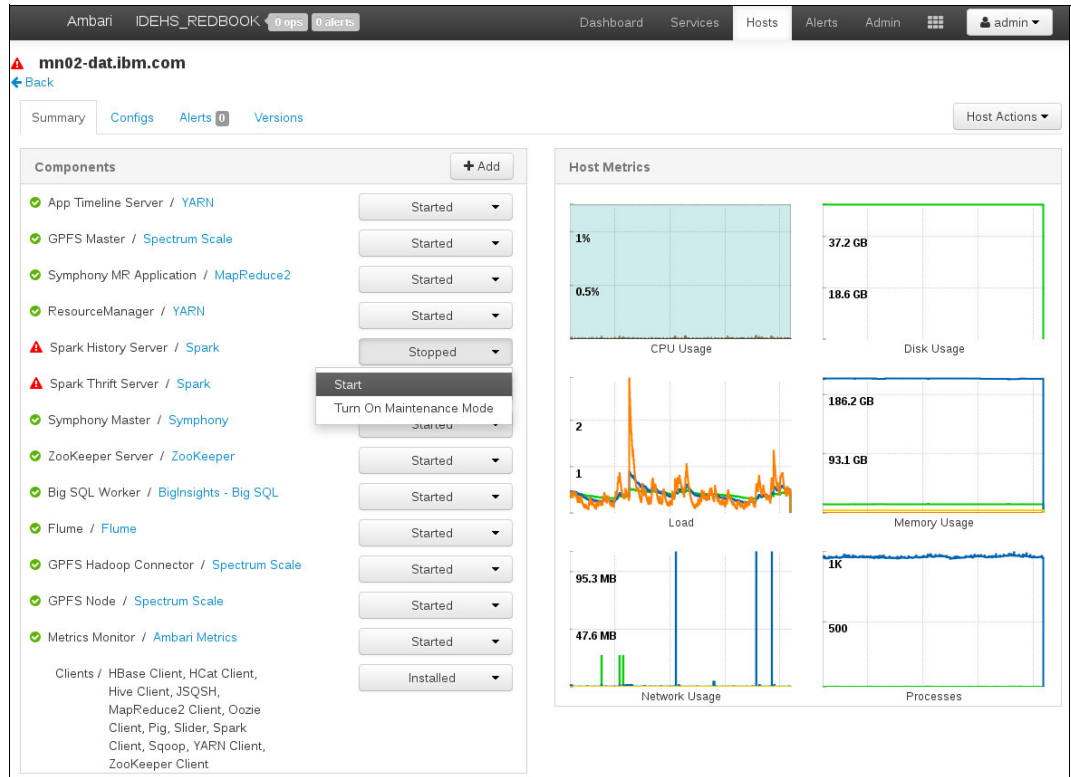 Ambari IDEHS_REDBOOK 0 ops 0 alerts Dashboard Services Hosts Alerts Admin admin
mn02-dat.ibm.com
Back
Summary Configs Alerts 0 Versions Host Actions
Components + Add
App Timeline Server / YARN Started
GPFS Master / Spectrum Scale Started
Symphony MR Application / MapReduce2 Started
ResourceManager / YARN Started
Spark History Server / Spark Stopped
Spark Thrift Server / Spark
Start
Turn On Maintenance Mode
Symphony Master / Symphony Started
ZooKeeper Server / ZooKeeper Started
Big SQL Worker / BigInsights - Big SQL Started
Flume / Flume Started
GPFS Hadoop Connector / Spectrum Scale Started
GPFS Node / Spectrum Scale Started
Metrics Monitor / Ambari Metrics Started
Clients / HBase Client, HCat Client, Installed
Hive Client, JSQSH,
MapReduce2 Client, Oozie
Client, Pig, Slider, Spark
Client, Sqoop, YARN Client,
ZooKeeper Client
Host Metrics
1%
0.5%
CPU Usage
37.2 GB
18.6 GB
Disk Usage
2
1
Load
186.2 GB
93.1 GB
Memory Usage
95.3 MB
47.6 MB
Network Usage
1K
500
Processes